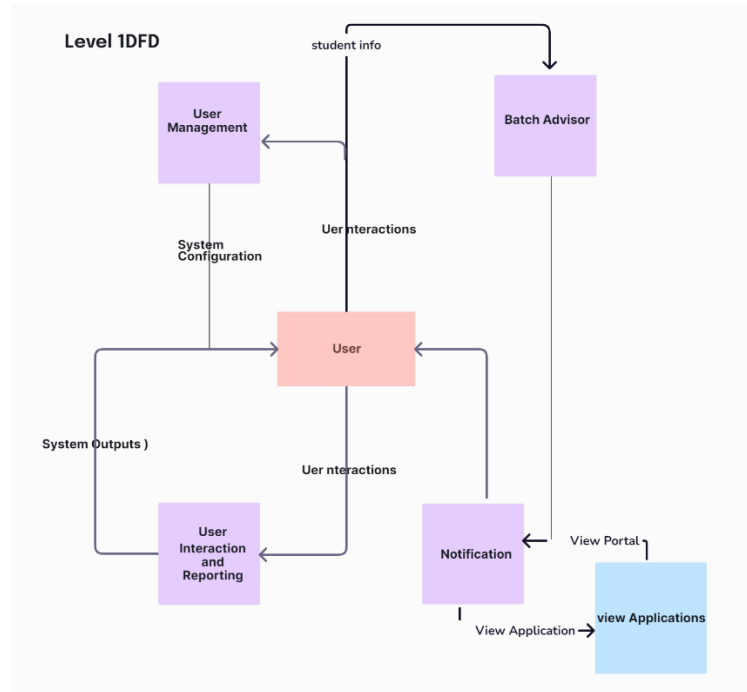 Level 1DFD
student info
User
Management
Batch Advisor
Uer nteractions
System
Configuration
User
System Outputs )
Uer nteractions
User
Interaction
and
Reporting
Notification
View Portal
view Applications
View Application